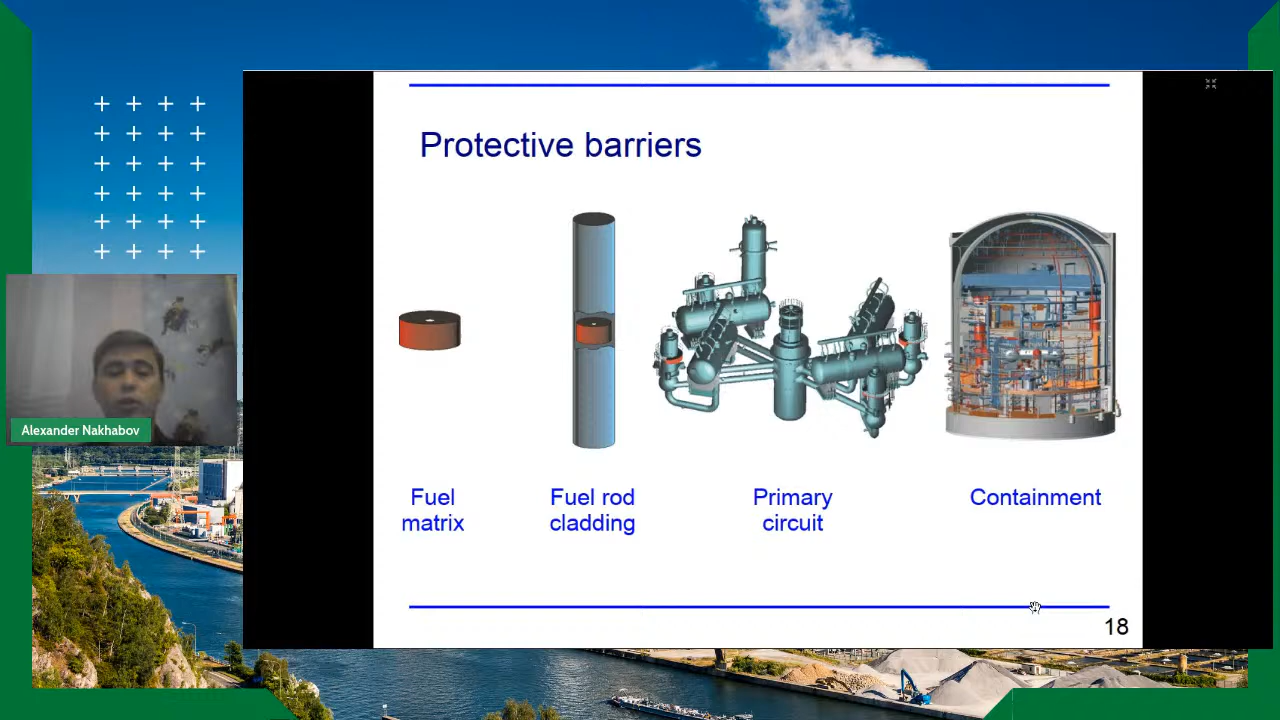 Protective barriers
Alexander Nakhabov
Fuel
matrix
Fuel rod
cladding
Primary
circuit
Containment
18